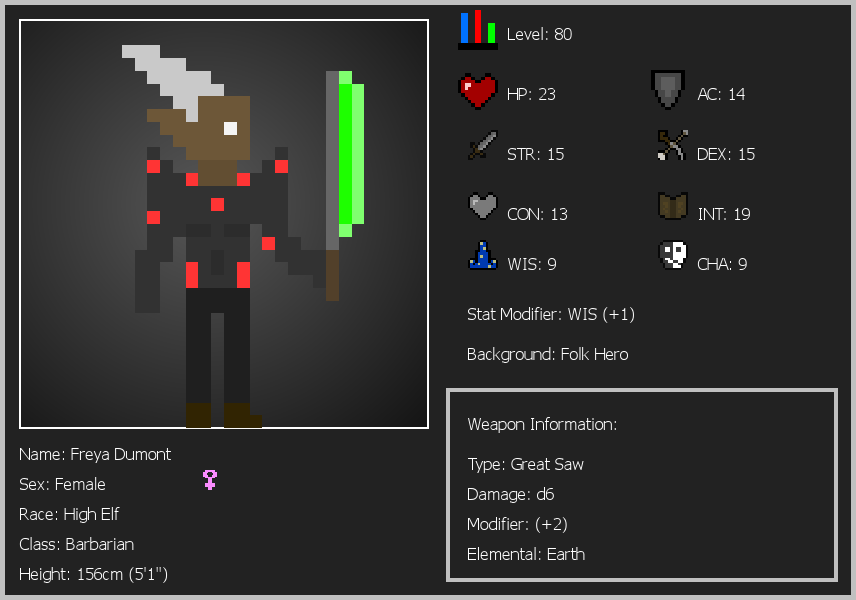 Level: 80
HP: 23
AC: 14
STR: 15
DEX: 15
CON: 13
INT: 19
WIS: 9
CHA: 9
Stat Modifier: WIS (+1)
Background: Folk Hero
Weapon Information:
Type: Great Saw
Damage: d6
Modifier: (+2)
Elemental: Earth
Name: Freya Dumont
Sex: Female
Race: High Elf
Class: Barbarian
Height: 156cm (5'1")